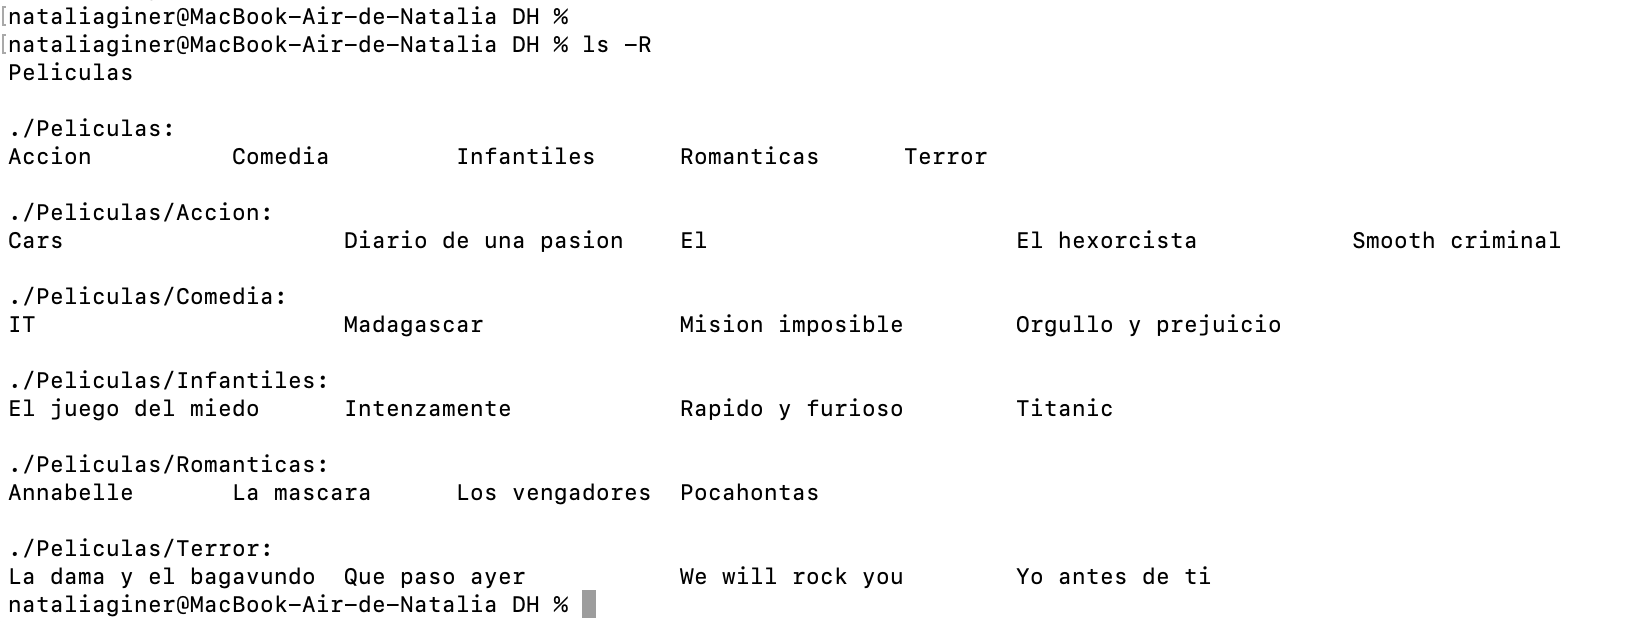 [nataliaginer@MacBook-Air-de-Natalia DH %
[nataliaginer@MacBook-Air-de-Natalia DH % ls -R
Peliculas
./Peliculas:
Accion Comedia Infantiles Romanticas Terror
./Peliculas/Accion:
Cars Diario de una pasion El El hexorcista Smooth criminal
./Peliculas/Comedia:
IT Madagascar Mision imposible Orgullo y prejuicio
./Peliculas/Infantiles:
El juego del miedo Intenzamente Rapido y furioso Titanic
./Peliculas/Romanticas:
Annabelle La mascara Los vengadores Pocahontas
./Peliculas/Terror:
La dama y el bagavundo Que paso ayer We will rock you Yo antes de ti
nataliaginer@MacBook-Air-de-Natalia DH %